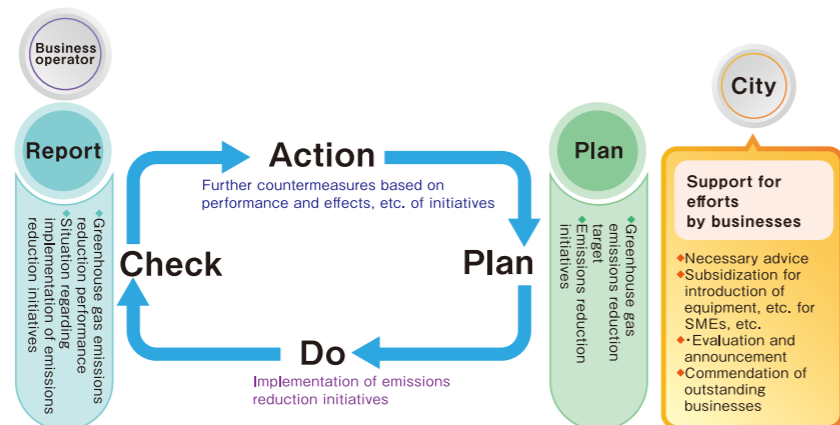 Business
operator
Report
◆Greenhouse gas emissions
reduction performance
◆Situation regarding
implementation of emissions
reduction initiatives
Action
Further countermeasures based on
performance and effects, etc. of initiatives
Check
Plan
Do
Implementation of emissions
reduction initiatives
Plan
◆Greenhouse gas
emissions reduction
target
◆Emissions reduction
initiatives
City
Support for
efforts
by businesses
◆Necessary advice
◆Subsidization for
introduction of
equipment, etc. for
SMEs, etc.
◆・Evaluation and
announcement
◆Commendation of
outstanding
businesses